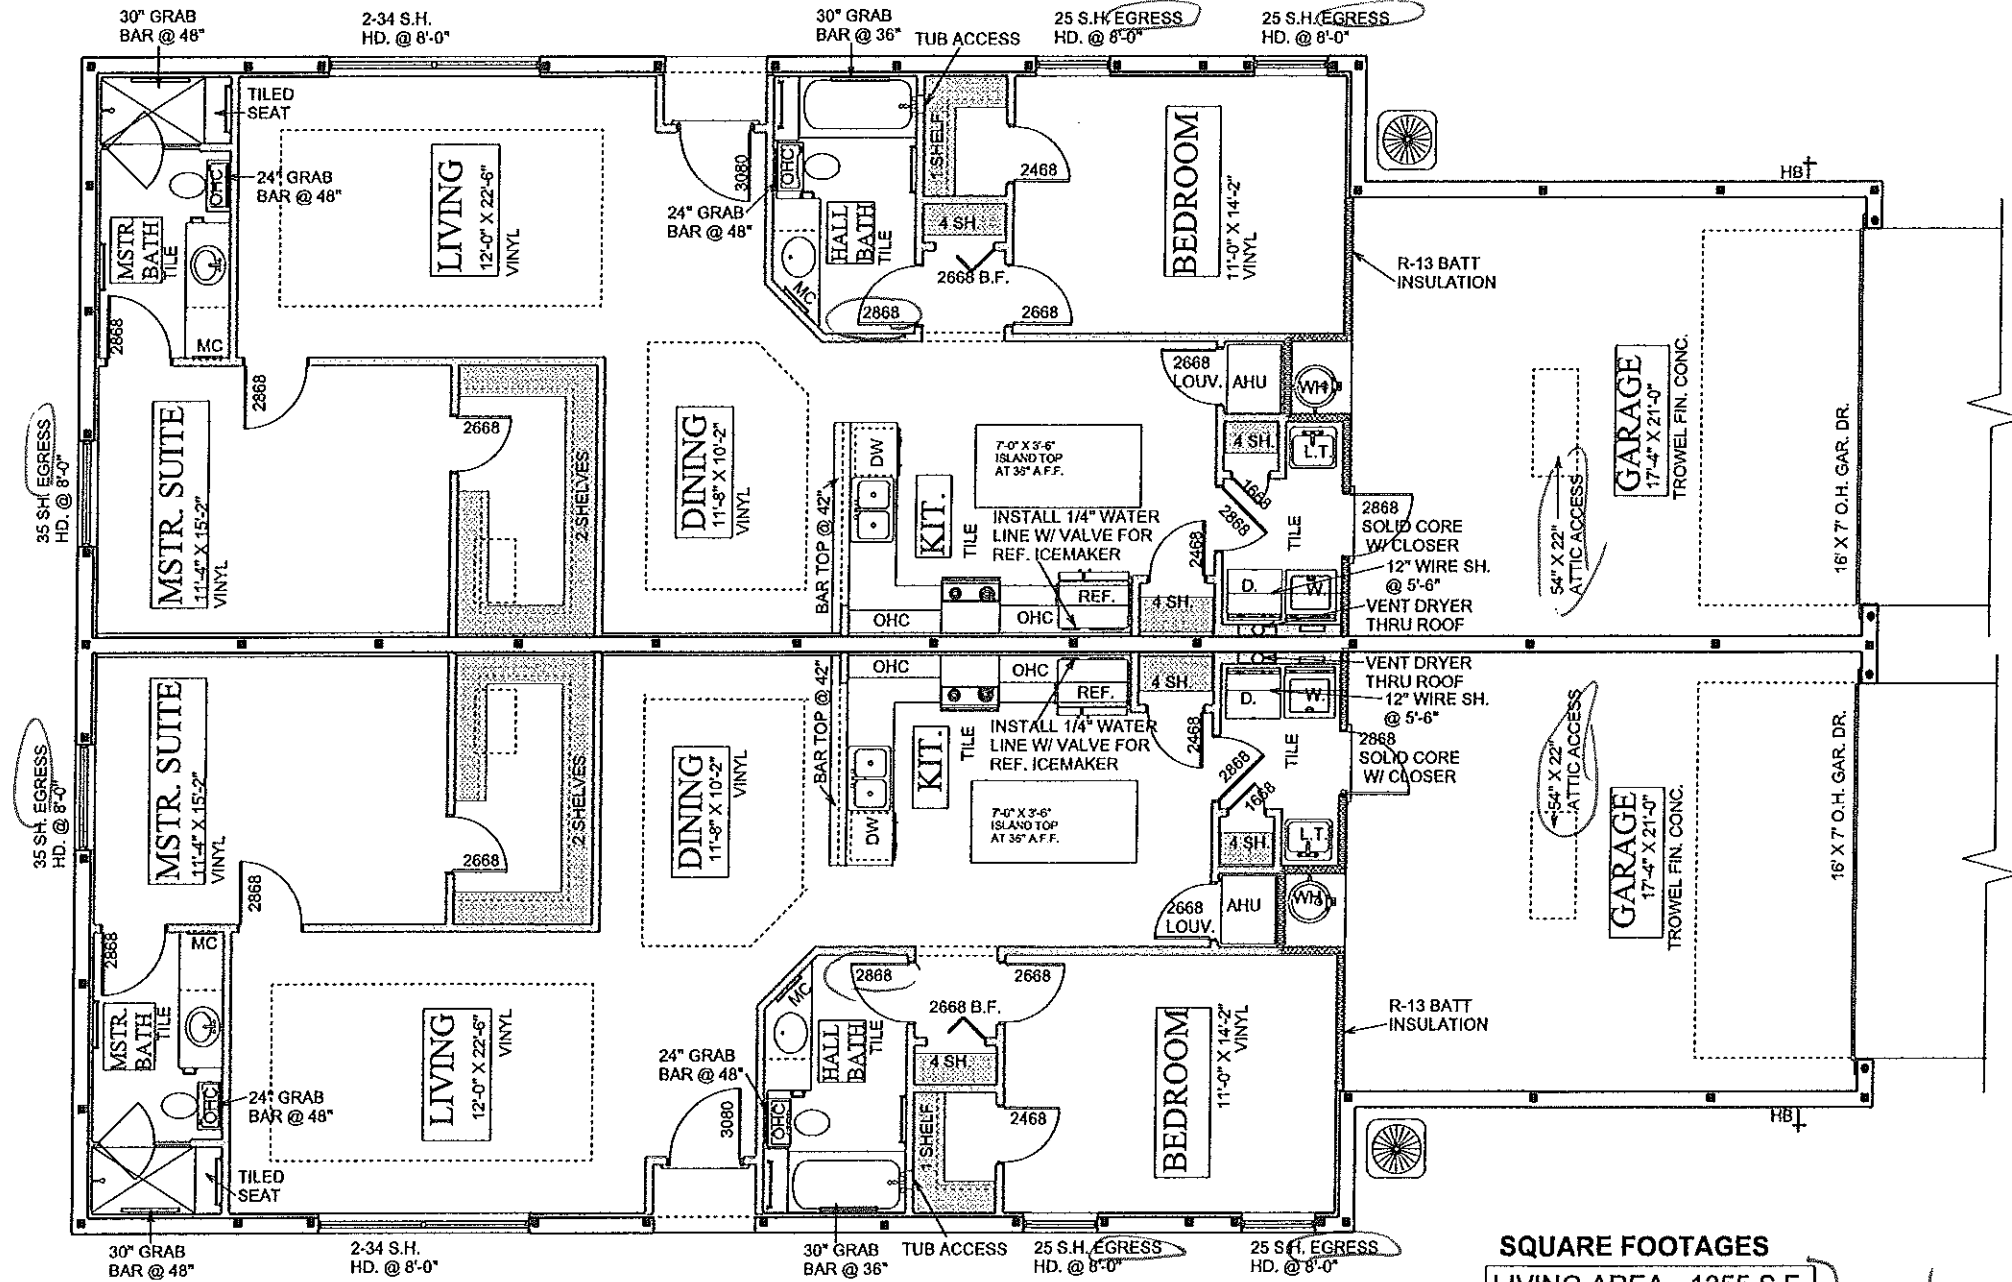 30" GRAB
BAR @ 48"
2-34 S.H.
HD. @ 8'-0"
30" GRAB
BAR @ 36"
TUB ACCESS
25 S.H. EGRESS
HD. @ 8'-0"
25 S.H. EGRESS
HD. @ 8'-0"
TILED
SEAT
24" GRAB
BAR @ 48"
OHC
MSTR.
BATH
TILE
MC
2868
LIVING
12'-0" X 22'-6"
VINYL
3080
24" GRAB
BAR @ 48"
OHC
HALL
BATH
TILE
MC
1 SHELF
4 SH.
2468
2668 B.F.
2868
2668
BEDROOM
11'-0" X 14'-2"
VINYL
HB
R-13 BATT
INSULATION
35 SH. EGRESS
HD. @ 8'-0"
MSTR. SUITE
11'-4" X 15'-2"
VINYL
2868
2668
2 SHELVES
DINING
11'-8" X 10'-2"
VINYL
BAR TOP @ 42"
DW
KIT.
TILE
7'-0" X 3'-6"
ISLAND TOP
AT 36" A.F.F.
INSTALL 1/4" WATER
LINE W/ VALVE FOR
REF. ICEMAKER
OHC
OHC
REF.
4 SH.
2468
2668
LOUV.
AHU
WH
4 SH.
L.T.
1668
2868
TILE
D.
W.
2868
SOLID CORE
W/ CLOSER
12" WIRE SH.
@ 5'-6"
VENT DRYER
THRU ROOF
54" X 22"
ATTIC ACCESS
GARAGE
17'-4" X 21'-0"
TROWEL FIN. CONC.
16' X 7' O.H. GAR. DR.
35 SH. EGRESS
HD. @ 8'-0"
MSTR. SUITE
11'-4" X 15'-2"
VINYL
2868
2668
2 SHELVES
DINING
11'-8" X 10'-2"
VINYL
BAR TOP @ 42"
OHC
OHC
REF.
4 SH.
2468
DW
KIT.
TILE
INSTALL 1/4" WATER
LINE W/ VALVE FOR
REF. ICEMAKER
7'-0" X 3'-6"
ISLAND TOP
AT 36" A.F.F.
D.
W.
VENT DRYER
THRU ROOF
12" WIRE SH.
@ 5'-6"
2868
SOLID CORE
W/ CLOSER
TILE
2868
1668
4 SH.
L.T.
2668
LOUV.
AHU
WH
54" X 22"
ATTIC ACCESS
GARAGE
17'-4" X 21'-0"
TROWEL FIN. CONC.
16' X 7' O.H. GAR. DR.
2868
MC
MSTR.
BATH
TILE
OHC
24" GRAB
BAR @ 48"
TILED
SEAT
LIVING
12'-0" X 22'-6"
VINYL
3080
24" GRAB
BAR @ 48"
OHC
MC
HALL
BATH
TILE
2868
2668
2668 B.F.
4 SH.
1 SHELF
2468
BEDROOM
11'-0" X 14'-2"
VINYL
R-13 BATT
INSULATION
HB
30" GRAB
BAR @ 48"
2-34 S.H.
HD. @ 8'-0"
30" GRAB
BAR @ 36"
TUB ACCESS
25 S.H. EGRESS
HD. @ 8'-0"
25 S.H. EGRESS
HD. @ 8'-0"
SQUARE FOOTAGES
LIVING AREA - 1355 S.F.